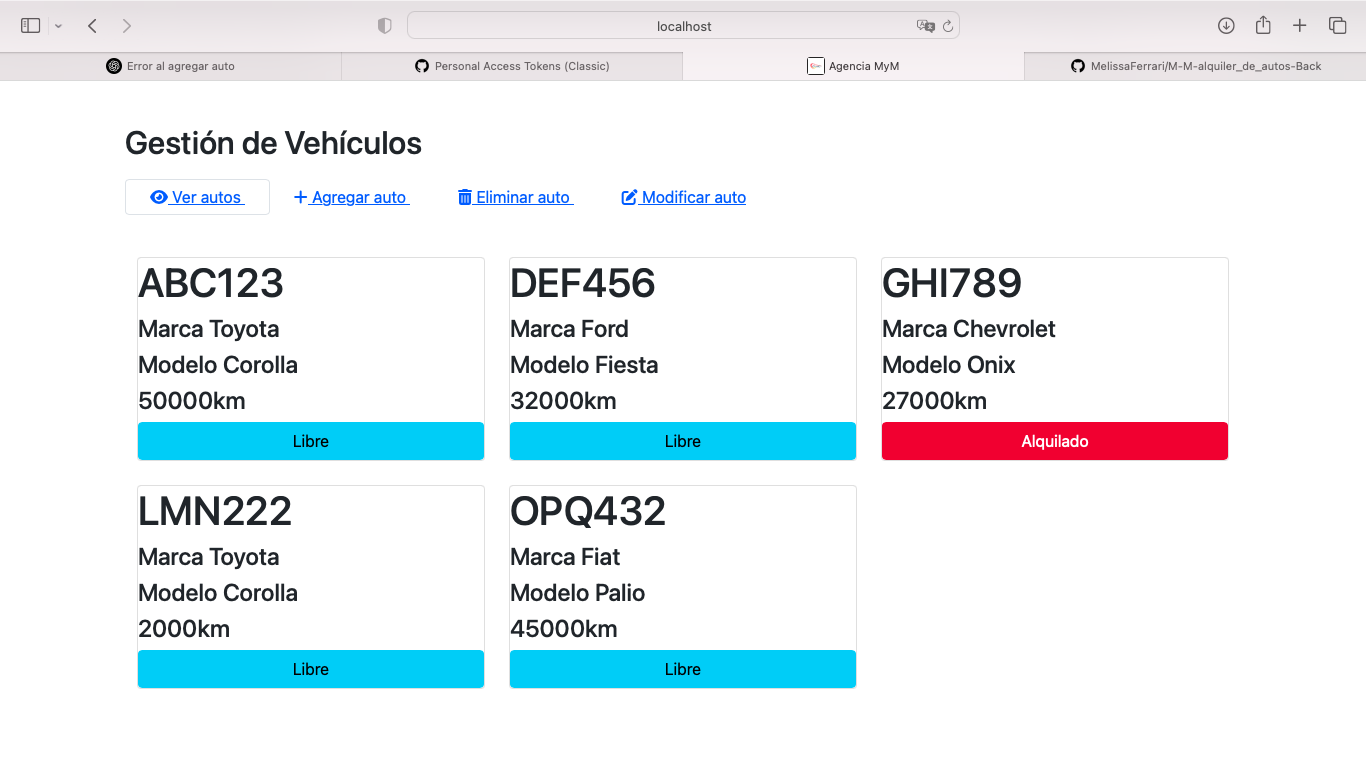 localhost
Error al agregar auto
Personal Access Tokens (Classic)
Agencia MyM
MelissaFerrari/M-M-alquiler_de_autos-Back
Gestión de Vehículos
Ver autos
Agregar auto
Eliminar auto
Modificar auto
ABC123
Marca Toyota
Modelo Corolla
50000km
Libre
DEF456
Marca Ford
Modelo Fiesta
32000km
Libre
GHI789
Marca Chevrolet
Modelo Onix
27000km
Alquilado
LMN222
Marca Toyota
Modelo Corolla
2000km
Libre
OPQ432
Marca Fiat
Modelo Palio
45000km
Libre